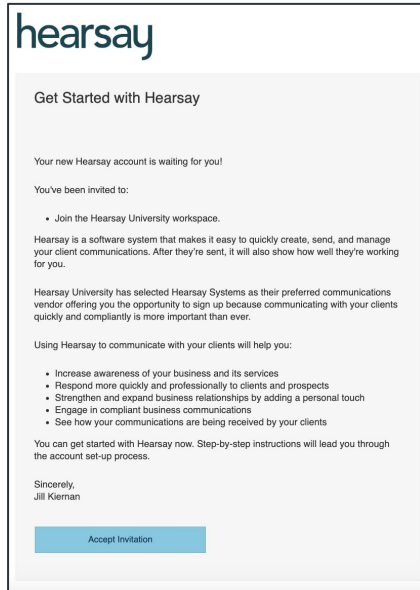 hearsay
Get Started with Hearsay
Your new Hearsay account is waiting for you!
You've been invited to:
• Join the Hearsay University workspace.
Hearsay is a software system that makes it easy to quickly create, send, and manage
your client communications. After they're sent, it will also show how well they're working
for you.
Hearsay University has selected Hearsay Systems as their preferred communications
vendor offering you the opportunity to sign up because communicating with your clients
quickly and compliantly is more important than ever.
Using Hearsay to communicate with your clients will help you:
• Increase awareness of your business and its services
• Respond more quickly and professionally to clients and prospects
• Strengthen and expand business relationships by adding a personal touch
• Engage in compliant business communications
• See how your communications are being received by your clients
You can get started with Hearsay now. Step-by-step instructions will lead you through
the account set-up process.
Sincerely,
Jill Kiernan
Accept Invitation